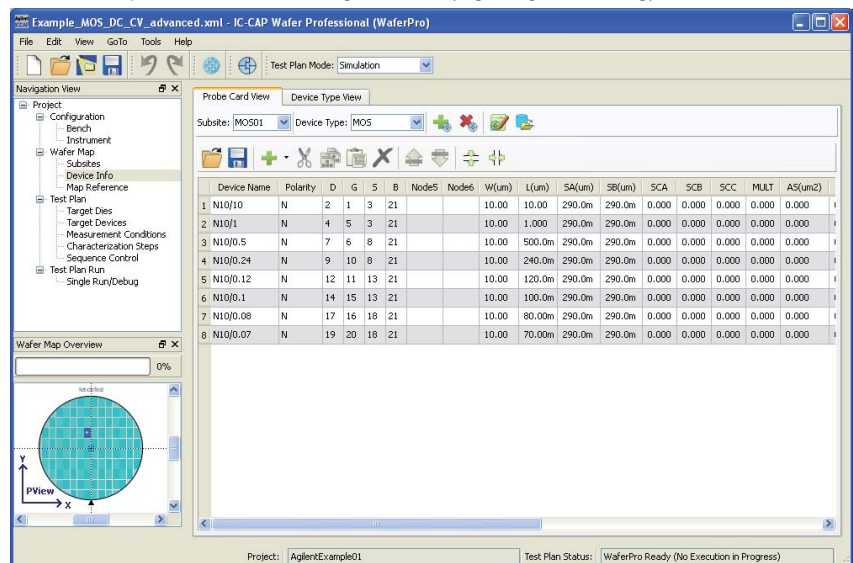 Example_MOS_DC_CV_advanced.xml - IC-CAP Wafer Professional (WaferPro)
File Edit View GoTo Tools Help
Test Plan Mode: Simulation
Navigation View
Project
Configuration
Bench
Instrument
Wafer Map
Subsites
Device Info
Map Reference
Test Plan
Target Dies
Target Devices
Measurement Conditions
Characterization Steps
Sequence Control
Test Plan Run
Single Run/Debug
Wafer Map Overview
0%
Y
PView
X
Probe Card View Device Type View
Subsite: MOS01 Device Type: MOS
Device Name Polarity D G S B Node5 Node6 W(um) L(um) SA(um) SB(um) SCA SCB SCC MULT AS(um2)
1 N10/10 N 2 1 3 21 10.00 10.00 290.0m 290.0m 0.000 0.000 0.000 0.000 0.000
2 N10/1 N 4 5 3 21 10.00 1.000 290.0m 290.0m 0.000 0.000 0.000 0.000 0.000
3 N10/0.5 N 7 6 8 21 10.00 500.0m 290.0m 290.0m 0.000 0.000 0.000 0.000 0.000
4 N10/0.24 N 9 10 8 21 10.00 240.0m 290.0m 290.0m 0.000 0.000 0.000 0.000 0.000
5 N10/0.12 N 12 11 13 21 10.00 120.0m 290.0m 290.0m 0.000 0.000 0.000 0.000 0.000
6 N10/0.1 N 14 15 13 21 10.00 100.0m 290.0m 290.0m 0.000 0.000 0.000 0.000 0.000
7 N10/0.08 N 17 16 18 21 10.00 80.00m 290.0m 290.0m 0.000 0.000 0.000 0.000 0.000
8 N10/0.07 N 19 20 18 21 10.00 70.00m 290.0m 290.0m 0.000 0.000 0.000 0.000 0.000
Project: AgilentExample01 Test Plan Status: WaferPro Ready (No Execution in Progress)